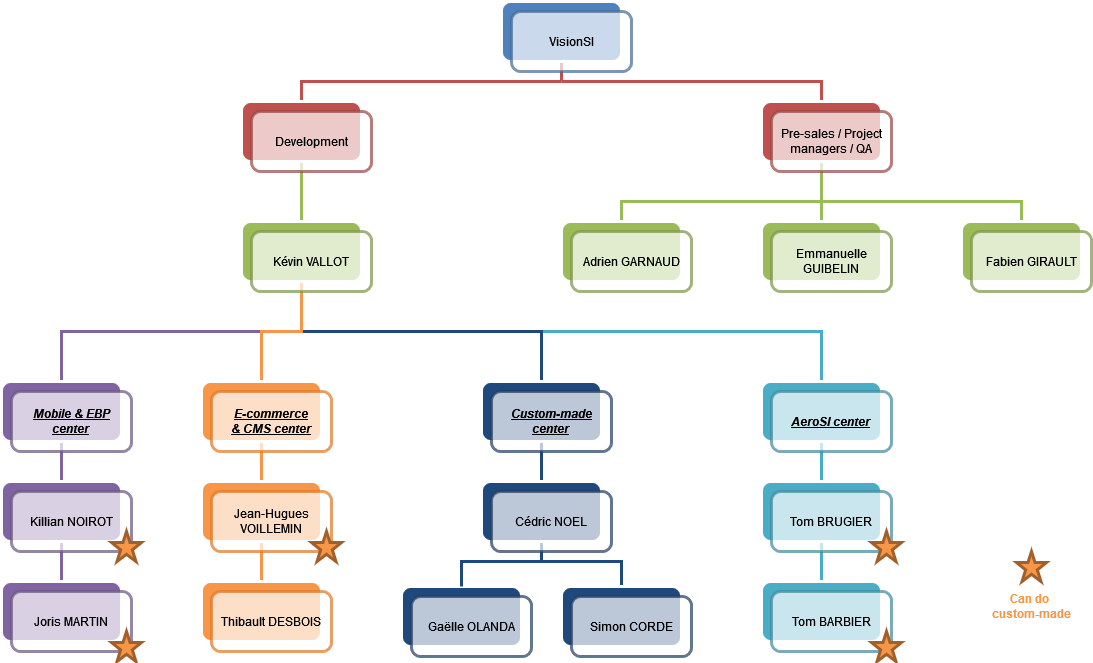 VisionSI
Development
Pre-sales / Project
managers / QA
Kévin VALLOT
Adrien GARNAUD
Emmanuelle
GUIBELIN
Fabien GIRAULT
Mobile & EBP
center
E-commerce
& CMS center
Custom-made
center
AeroSI center
Killian NOIROT
Jean-Hugues
VOILLEMIN
Cédric NOEL
Tom BRUGIER
Joris MARTIN
Thibault DESBOIS
Gaëlle OLANDA
Simon CORDE
Tom BARBIER
Can do
custom-made